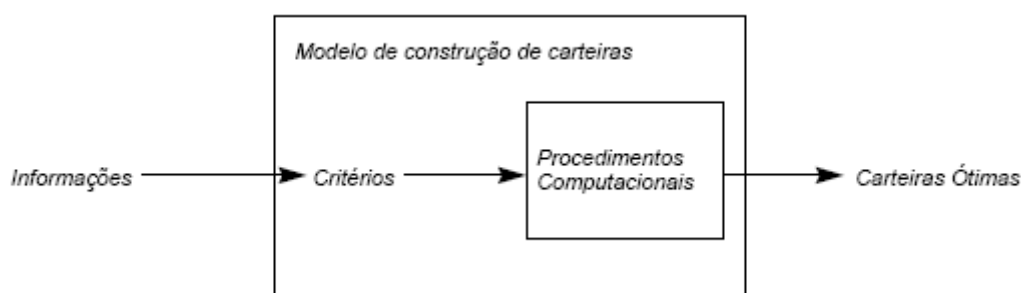 Modelo de construção de carteiras
Informações
Critérios
Procedimentos
Computacionais
Carteiras Ótimas